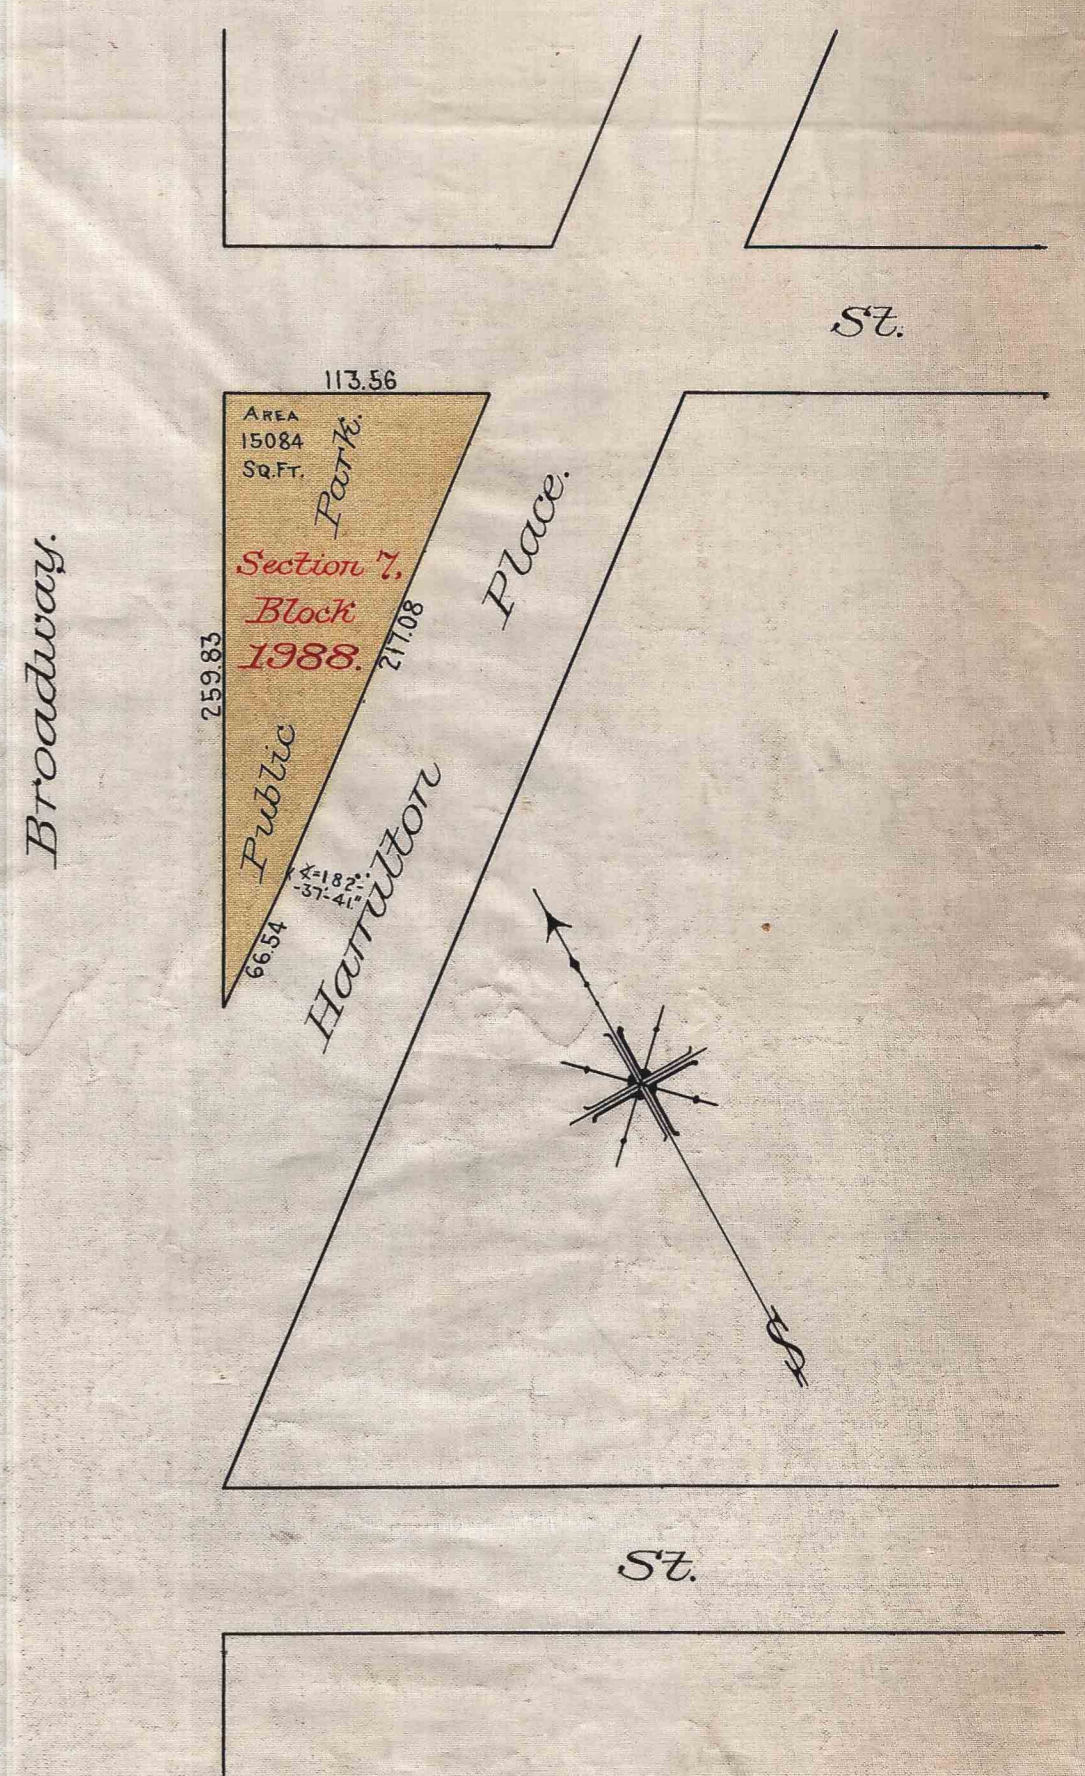 St.
113.56
AREA
15084
SQ.FT.
Public Park.
Section 7,
Block
1988.
259.83
217.08
66.54
∡=182°-
-37'-41"
Hamilton Place.
Broadway.
S
St.